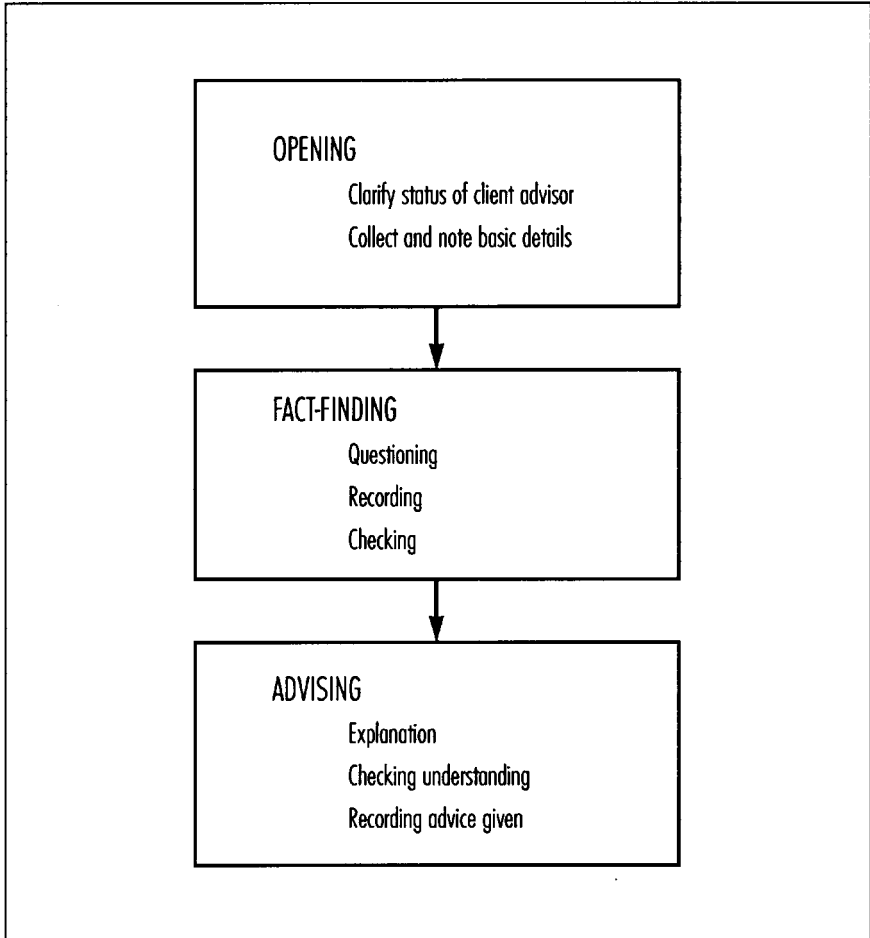 OPENING
Clarify status of client advisor
Collect and note basic details
FACT-FINDING
Questioning
Recording
Checking
ADVISING
Explanation
Checking understanding
Recording advice given